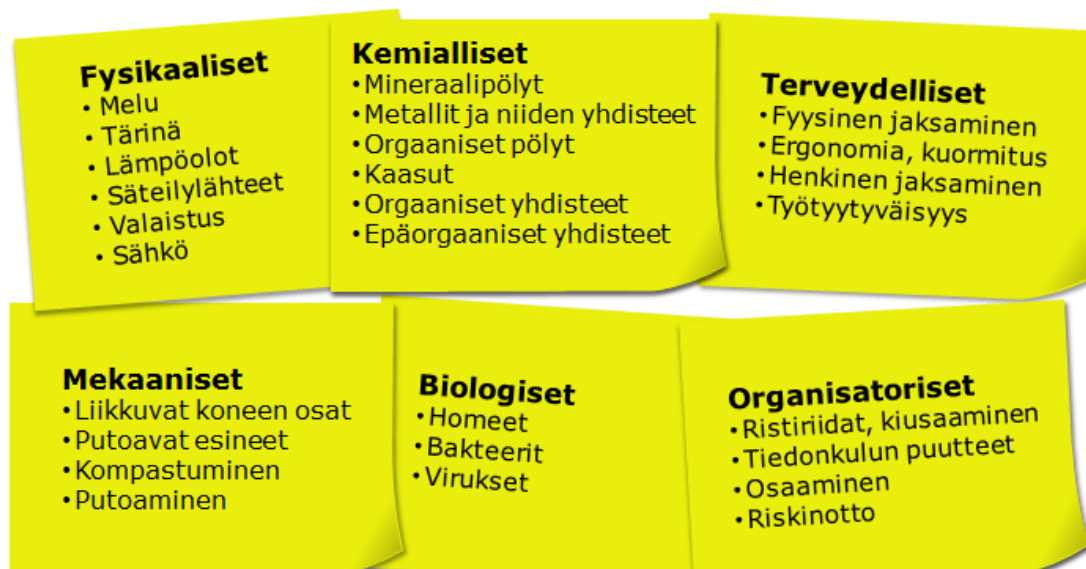 Fysikaaliset
• Melu
• Tärinä
• Lämpöolot
• Säteilylähteet
• Valaistus
• Sähkö
Kemialliset
• Mineraalipölyt
• Metallit ja niiden yhdisteet
• Orgaaniset pölyt
• Kaasut
• Orgaaniset yhdisteet
• Epäorgaaniset yhdisteet
Terveydelliset
• Fyysinen jaksaminen
• Ergonomia, kuormitus
• Henkinen jaksaminen
• Työtyytyväisyys
Mekaaniset
• Liikkuvat koneen osat
• Putoavat esineet
• Kompastuminen
• Putoaminen
Biologiset
• Homeet
• Bakteerit
• Virukset
Organisatoriset
• Ristiriidat, kiusaaminen
• Tiedonkulun puutteet
• Osaaminen
• Riskinotto